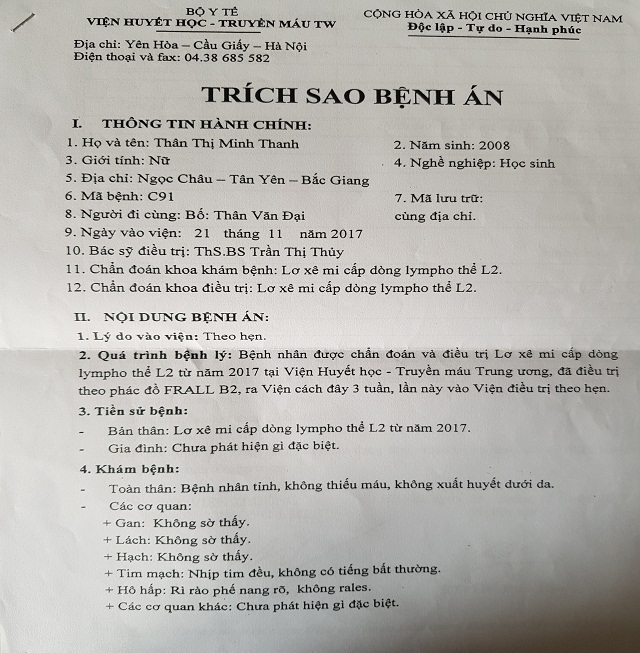 BỘ Y TẾ
VIỆN HUYẾT HỌC - TRUYỀN MÁU TW
Địa chỉ: Yên Hòa – Cầu Giấy – Hà Nội
Điện thoại và fax: 04.38 685 582
CỘNG HÒA XÃ HỘI CHỦ NGHĨA VIỆT NAM
Độc lập - Tự do - Hạnh phúc
TRÍCH SAO BỆNH ÁN
I. THÔNG TIN HÀNH CHÍNH:
1. Họ và tên: Thân Thị Minh Thanh
2. Năm sinh: 2008
3. Giới tính: Nữ
4. Nghề nghiệp: Học sinh
5. Địa chỉ: Ngọc Châu – Tân Yên – Bắc Giang
6. Mã bệnh: C91
7. Mã lưu trữ:
8. Người đi cùng: Bố: Thân Văn Đại
cùng địa chỉ.
9. Ngày vào viện: 21 tháng 11 năm 2017
10. Bác sỹ điều trị: ThS.BS Trần Thị Thủy
11. Chẩn đoán khoa khám bệnh: Lơ xê mi cấp dòng lympho thể L2.
12. Chẩn đoán khoa điều trị: Lơ xê mi cấp dòng lympho thể L2.
II. NỘI DUNG BỆNH ÁN:
1. Lý do vào viện: Theo hẹn.
2. Quá trình bệnh lý: Bệnh nhân được chẩn đoán và điều trị Lơ xê mi cấp dòng
lympho thể L2 từ năm 2017 tại Viện Huyết học - Truyền máu Trung ương, đã điều trị
theo phác đồ FRALL B2, ra Viện cách đây 3 tuần, lần này vào Viện điều trị theo hẹn.
3. Tiền sử bệnh:
- Bản thân: Lơ xê mi cấp dòng lympho thể L2 từ năm 2017.
- Gia đình: Chưa phát hiện gì đặc biệt.
4. Khám bệnh:
- Toàn thân: Bệnh nhân tỉnh, không thiếu máu, không xuất huyết dưới da.
- Các cơ quan:
+ Gan: Không sờ thấy.
+ Lách: Không sờ thấy.
+ Hạch: Không sờ thấy.
+ Tim mạch: Nhịp tim đều, không có tiếng bất thường.
+ Hô hấp: Rì rào phế nang rõ, không rales.
+ Các cơ quan khác: Chưa phát hiện gì đặc biệt.